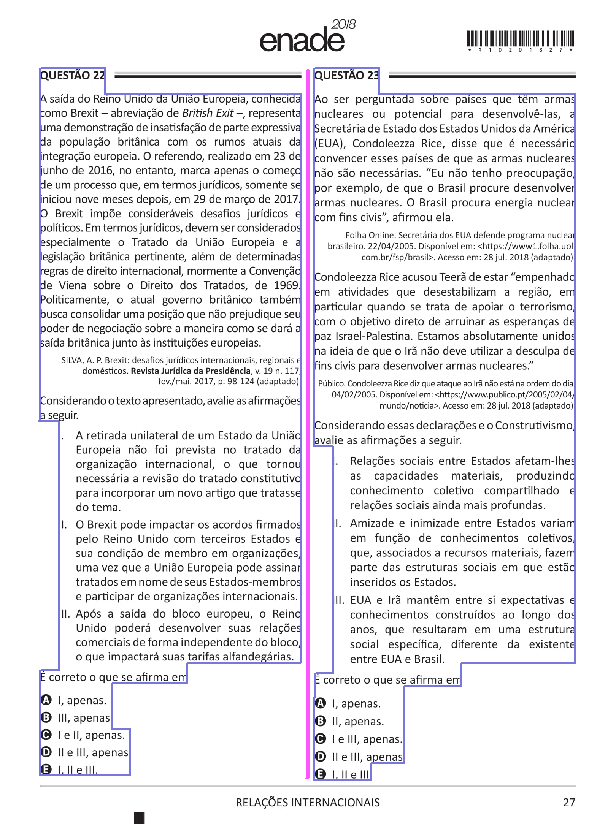 enade 2018
*R1020182 7*
QUESTÃO 22
A saída do Reino Unido da União Europeia, conhecida
como Brexit – abreviação de British Exit –, representa
uma demonstração de insatisfação de parte expressiva
da população britânica com os rumos atuais da
integração europeia. O referendo, realizado em 23 de
junho de 2016, no entanto, marca apenas o começo
de um processo que, em termos jurídicos, somente se
iniciou nove meses depois, em 29 de março de 2017.
O Brexit impõe consideráveis desafios jurídicos e
políticos. Em termos jurídicos, devem ser considerados
especialmente o Tratado da União Europeia e a
legislação britânica pertinente, além de determinadas
regras de direito internacional, mormente a Convenção
de Viena sobre o Direito dos Tratados, de 1969.
Politicamente, o atual governo britânico também
busca consolidar uma posição que não prejudique seu
poder de negociação sobre a maneira como se dará a
saída britânica junto às instituições europeias.
SILVA, A. P. Brexit: desafios jurídicos internacionais, regionais e
domésticos. Revista Jurídica da Presidência, v. 19 n. 117,
fev./mai. 2017, p. 98-124 (adaptado)
Considerando o texto apresentado, avalie as afirmações
a seguir.
I. A retirada unilateral de um Estado da União
Europeia não foi prevista no tratado da
organização internacional, o que tornou
necessária a revisão do tratado constitutivo
para incorporar um novo artigo que tratasse
do tema.
I. O Brexit pode impactar os acordos firmados
pelo Reino Unido com terceiros Estados e
sua condição de membro em organizações,
uma vez que a União Europeia pode assinar
tratados em nome de seus Estados-membros
e participar de organizações internacionais.
II. Após a saída do bloco europeu, o Reino
Unido poderá desenvolver suas relações
comerciais de forma independente do bloco,
o que impactará suas tarifas alfandegárias.
É correto o que se afirma em
A I, apenas.
B III, apenas
C I e II, apenas.
D II e III, apenas
E I, II e III.
QUESTÃO 23
Ao ser perguntada sobre países que têm armas
nucleares ou potencial para desenvolvê-las, a
Secretária de Estado dos Estados Unidos da América
(EUA), Condoleezza Rice, disse que é necessário
convencer esses países de que as armas nucleares
não são necessárias. “Eu não tenho preocupação,
por exemplo, de que o Brasil procure desenvolver
armas nucleares. O Brasil procura energia nuclear
com fins civis”, afirmou ela.
Folha Online. Secretária dos EUA defende programa nuclear
brasileiro. 22/04/2005. Disponível em: <https://www1.folha.uol.
com.br/fsp/brasil>. Acesso em: 28 jul. 2018 (adaptado)
Condoleezza Rice acusou Teerã de estar “empenhado
em atividades que desestabilizam a região, em
particular quando se trata de apoiar o terrorismo,
com o objetivo direto de arruinar as esperanças de
paz Israel-Palestina. Estamos absolutamente unidos
na ideia de que o Irã não deve utilizar a desculpa de
fins civis para desenvolver armas nucleares.”
Público. Condoleezza Rice diz que ataque ao Irã não está na ordem do dia
04/02/2005. Disponível em: <https://www.publico.pt/2005/02/04/
mundo/noticia>. Acesso em: 28 jul. 2018 (adaptado)
Considerando essas declarações e o Construtivismo,
avalie as afirmações a seguir.
I. Relações sociais entre Estados afetam-lhes
as capacidades materiais, produzindo
conhecimento coletivo compartilhado e
relações sociais ainda mais profundas.
II. Amizade e inimizade entre Estados variam
em função de conhecimentos coletivos,
que, associados a recursos materiais, fazem
parte das estruturas sociais em que estão
inseridos os Estados.
II. EUA e Irã mantêm entre si expectativas e
conhecimentos construídos ao longo dos
anos, que resultaram em uma estrutura
social específica, diferente da existente
entre EUA e Brasil.
É correto o que se afirma em
A I, apenas.
B II, apenas.
C I e III, apenas.
D II e III, apenas
E I, II e III
RELAÇÕES INTERNACIONAIS
27